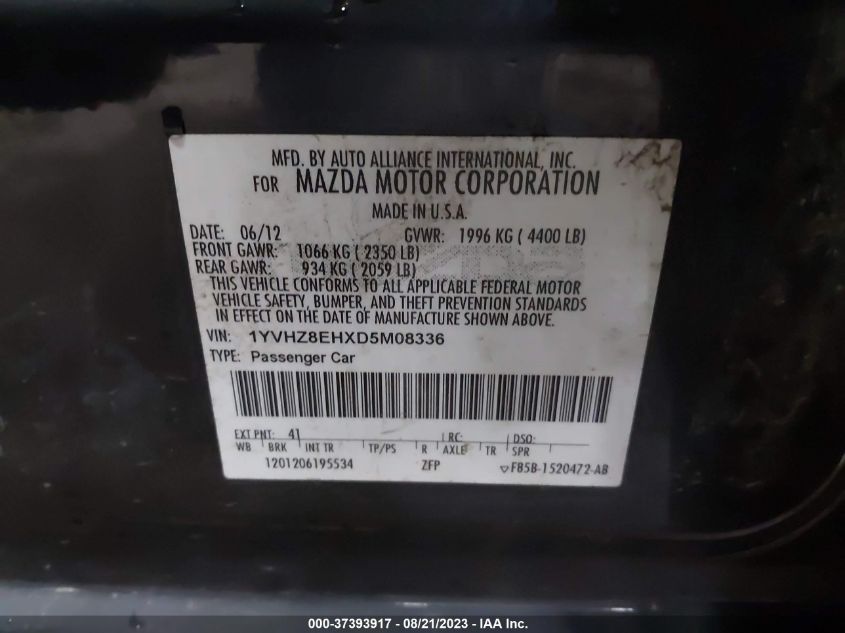 MFD. BY AUTO ALLIANCE INTERNATIONAL, INC.
FOR MAZDA MOTOR CORPORATION
MADE IN U.S.A.
DATE: 06/12 GVWR: 1996 KG ( 4400 LB)
FRONT GAWR: 1066 KG ( 2350 LB)
REAR GAWR: 934 KG ( 2059 LB)
THIS VEHICLE CONFORMS TO ALL APPLICABLE FEDERAL MOTOR
VEHICLE SAFETY, BUMPER, AND THEFT PREVENTION STANDARDS
IN EFFECT ON THE DATE OF MANUFACTURE SHOWN ABOVE.
VIN: 1YVHZ8EHXD5M08336
TYPE: Passenger Car
EXT PNT: 41 RC: DSO:
WB BRK INT TR TP/PS R AXLE TR SPR
1201206195534 ZFP ▽FB5B-1520472-AB
000-37393917 - 08/21/2023 - IAA Inc.